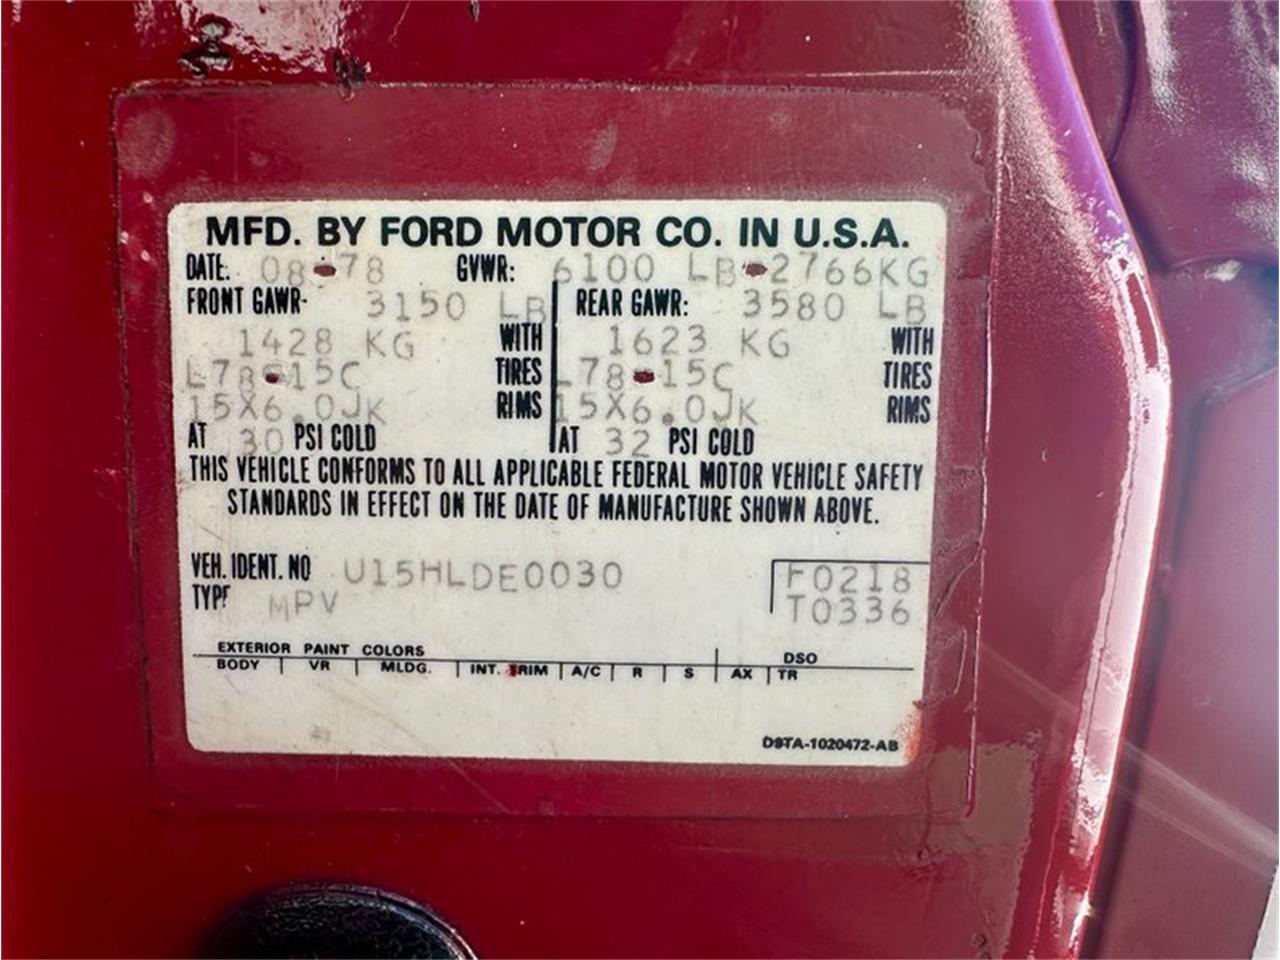 MFD. BY FORD MOTOR CO. IN U.S.A.
DATE: 08-78 GVWR: 6100 LB-2766KG
FRONT GAWR- 3150 LB REAR GAWR: 3580 LB
1428 KG WITH 1623 KG WITH
L78-15C TIRES L78-15C TIRES
15X6.0JK RIMS 15X6.0JK RIMS
AT 30 PSI COLD AT 32 PSI COLD
THIS VEHICLE CONFORMS TO ALL APPLICABLE FEDERAL MOTOR VEHICLE SAFETY
STANDARDS IN EFFECT ON THE DATE OF MANUFACTURE SHOWN ABOVE.
VEH. IDENT. NO U15HLDE0030 F0218
TYPE MPV T0336
EXTERIOR PAINT COLORS DSO
BODY VR MLDG. INT. TRIM A/C R S AX TR
D9TA-1020472-AB